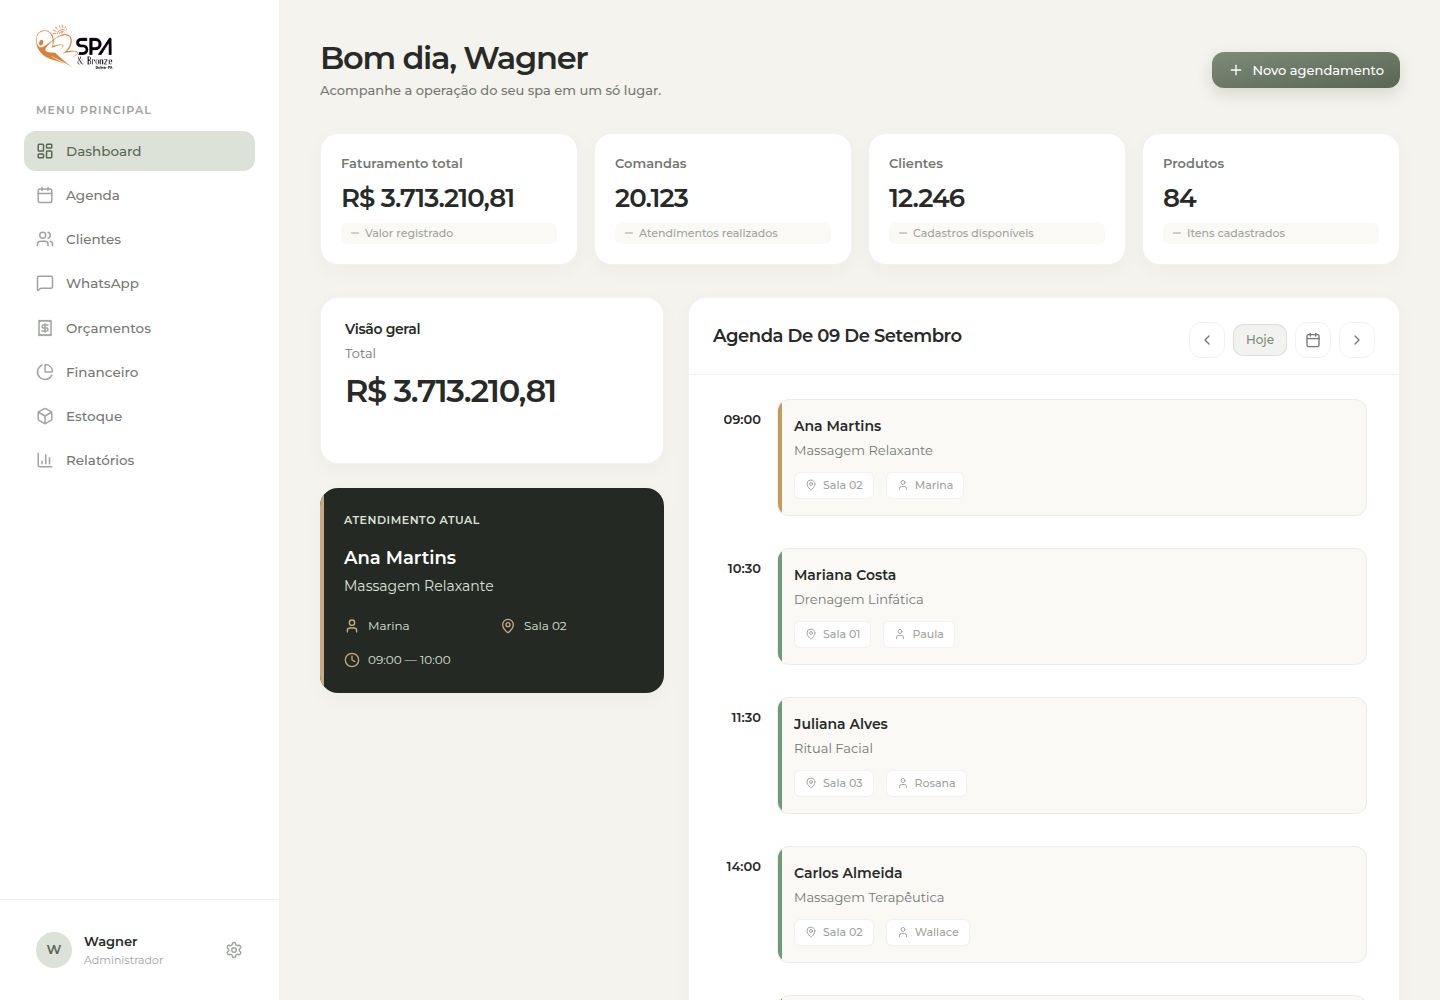 SPA
& Bronze
MENU PRINCIPAL
Dashboard
Agenda
Clientes
WhatsApp
Orçamentos
Financeiro
Estoque
Relatórios
W
Wagner
Administrador
Bom dia, Wagner
Acompanhe a operação do seu spa em um só lugar.
Novo agendamento
Faturamento total
R$ 3.713.210,81
Valor registrado
Comandas
20.123
Atendimentos realizados
Clientes
12.246
Cadastros disponíveis
Produtos
84
Itens cadastrados
Visão geral
Total
R$ 3.713.210,81
ATENDIMENTO ATUAL
Ana Martins
Massagem Relaxante
Marina Sala 02
09:00 — 10:00
Agenda De 09 De Setembro
Hoje
09:00
Ana Martins
Massagem Relaxante
Sala 02 Marina
10:30
Mariana Costa
Drenagem Linfática
Sala 01 Paula
11:30
Juliana Alves
Ritual Facial
Sala 03 Rosana
14:00
Carlos Almeida
Massagem Terapêutica
Sala 02 Wallace